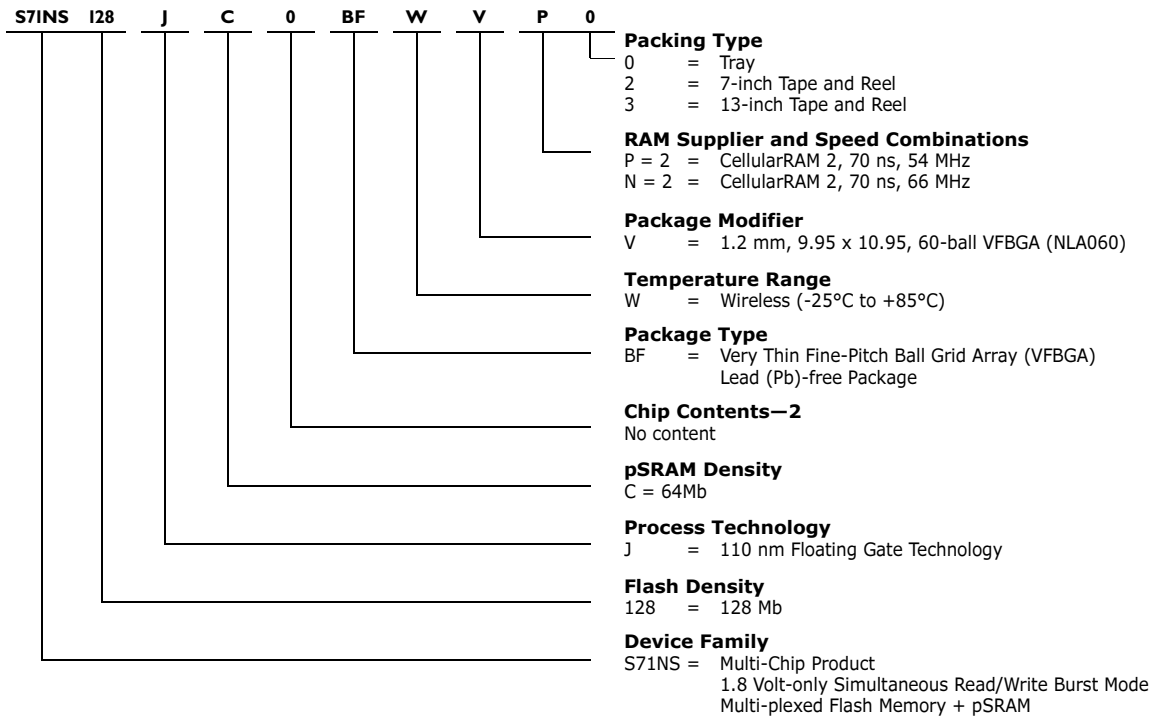 S71NS 128 J C 0 BF W V P 0
Packing Type
0 = Tray
2 = 7-inch Tape and Reel
3 = 13-inch Tape and Reel
RAM Supplier and Speed Combinations
P = 2 = CellularRAM 2, 70 ns, 54 MHz
N = 2 = CellularRAM 2, 70 ns, 66 MHz
Package Modifier
V = 1.2 mm, 9.95 x 10.95, 60-ball VFBGA (NLA060)
Temperature Range
W = Wireless (-25°C to +85°C)
Package Type
BF = Very Thin Fine-Pitch Ball Grid Array (VFBGA)
Lead (Pb)-free Package
Chip Contents—2
No content
pSRAM Density
C = 64Mb
Process Technology
J = 110 nm Floating Gate Technology
Flash Density
128 = 128 Mb
Device Family
S71NS = Multi-Chip Product
1.8 Volt-only Simultaneous Read/Write Burst Mode
Multi-plexed Flash Memory + pSRAM